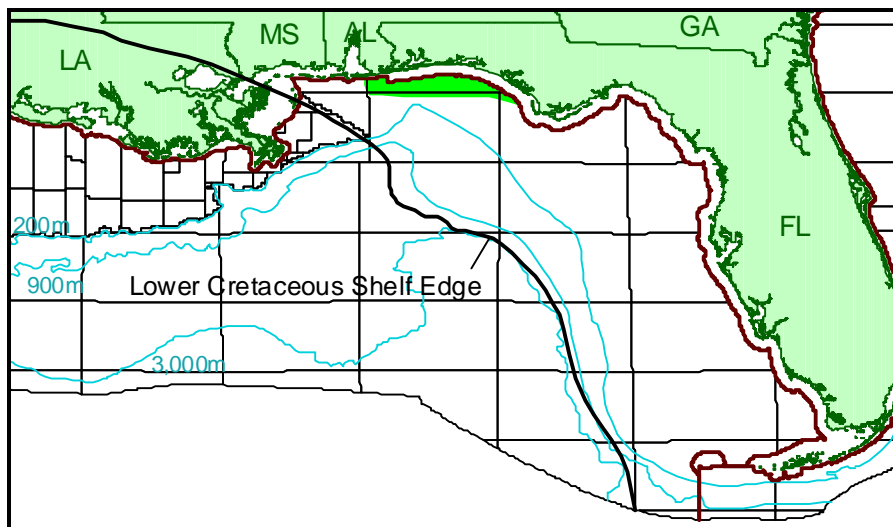 MS
AL
GA
LA
200m
FL
900m
Lower Cretaceous Shelf Edge
3,000m